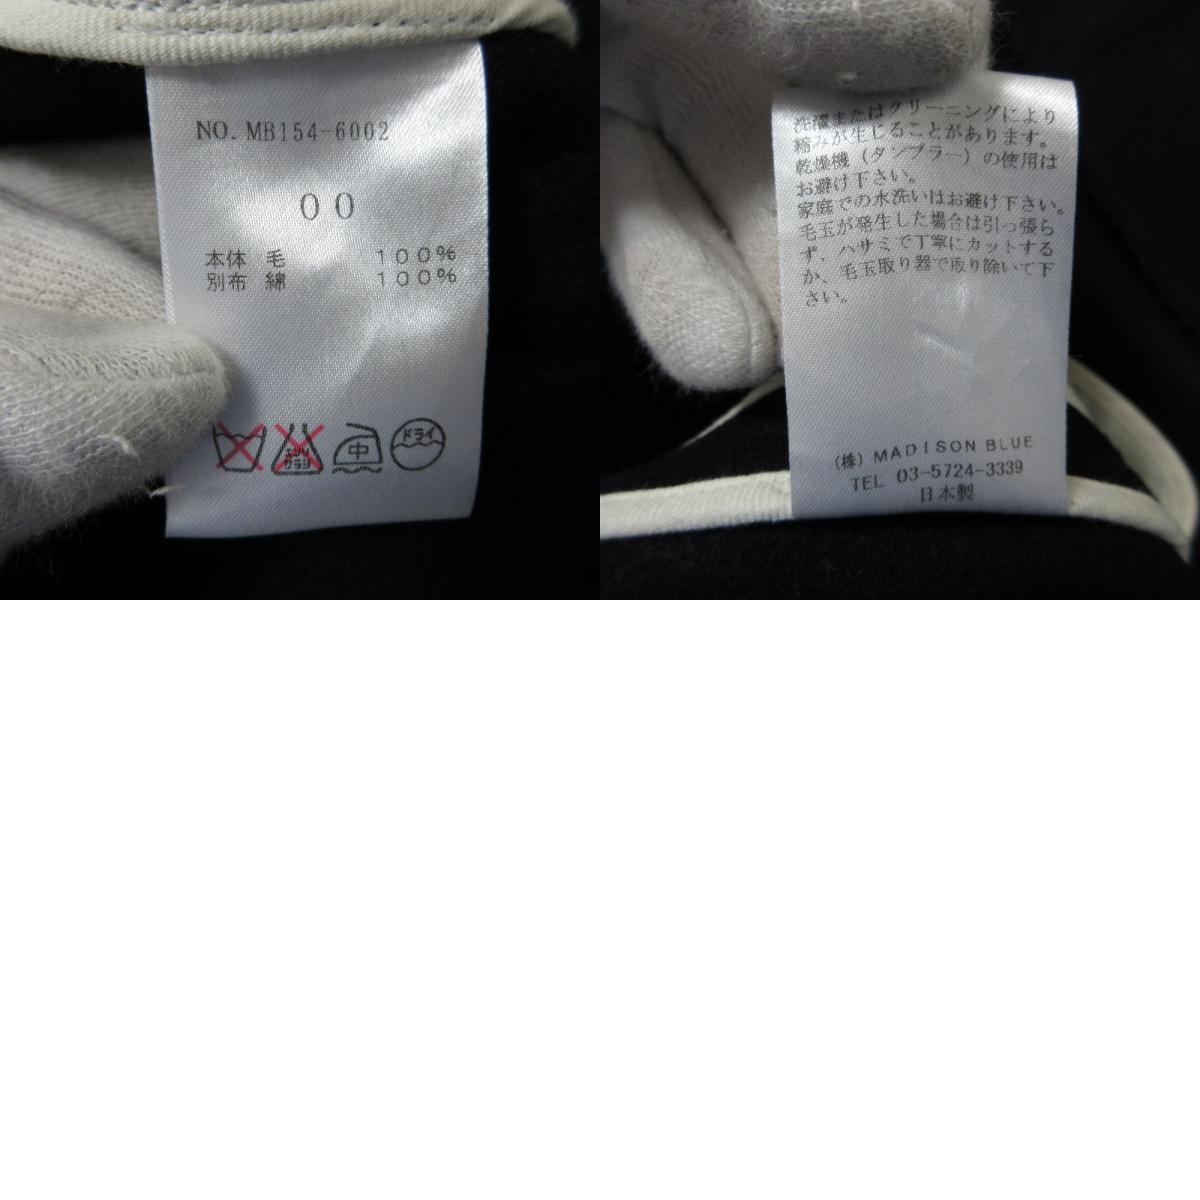 NO. MB154-6002
00
本体 毛 100%
別布 綿 100%
エンソ
サラシ
中
ドライ
洗濯またはクリーニングにより
縮みが生じることがあります。
乾燥機（タンブラー）の使用は
お避け下さい。
家庭での水洗いはお避け下さい。
毛玉が発生した場合は引っ張ら
ず、ハサミで丁寧にカットする
か、毛玉取り器で取り除いて下
さい。
(株) MADISON BLUE
TEL 03-5724-3339
日本製